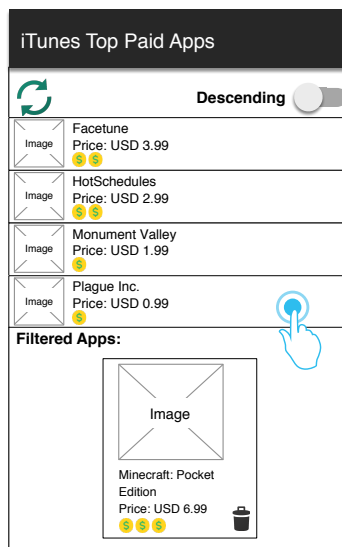 iTunes Top Paid Apps
Descending
Image
Facetune
Price: USD 3.99
$ $
Image
HotSchedules
Price: USD 2.99
$ $
Image
Monument Valley
Price: USD 1.99
$
Image
Plague Inc.
Price: USD 0.99
$
Filtered Apps:
Image
Minecraft: Pocket
Edition
Price: USD 6.99
$ $ $